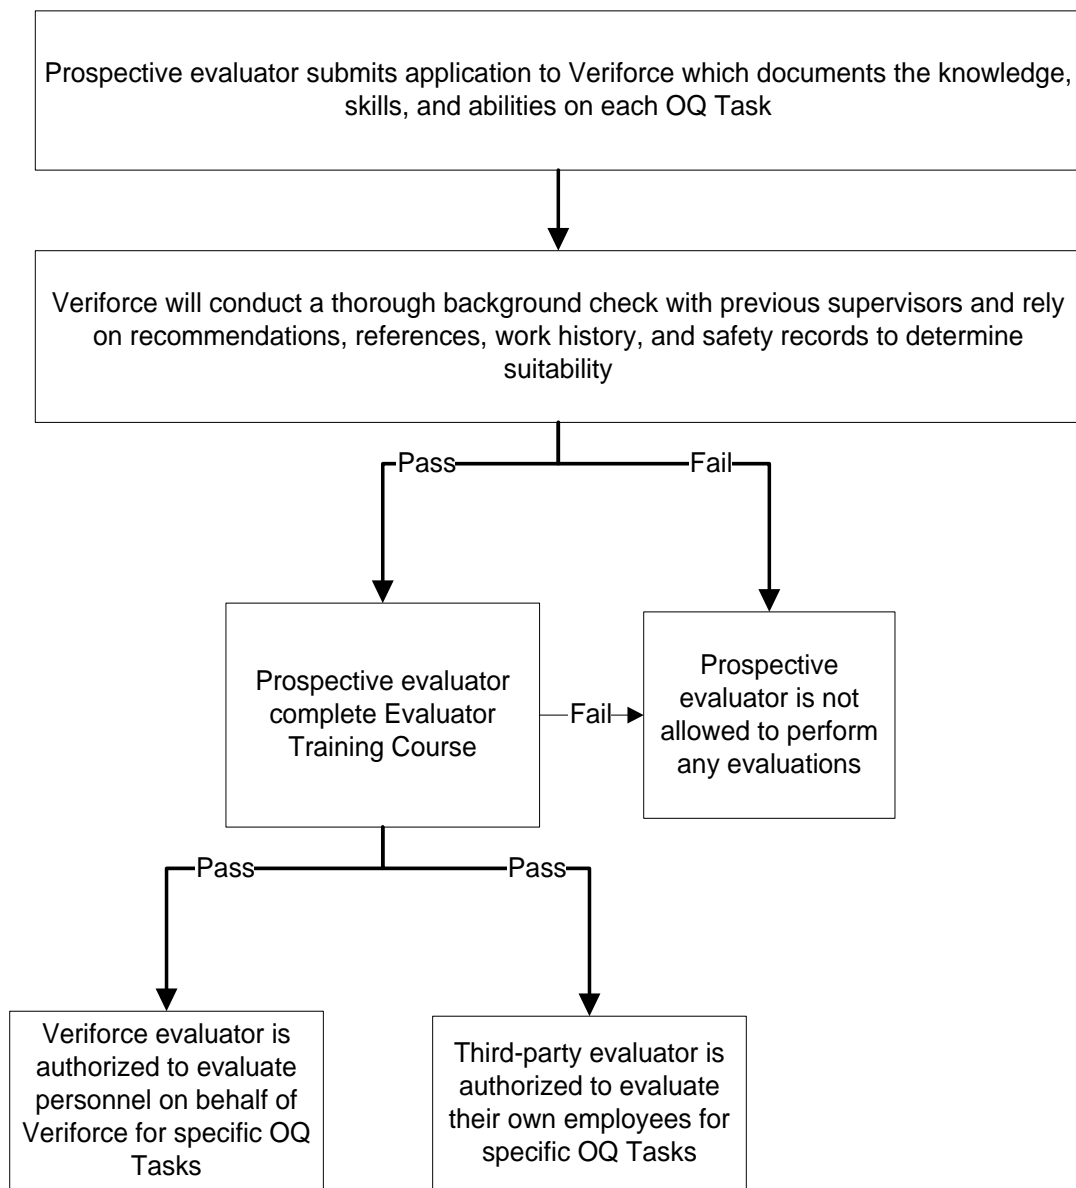 Prospective evaluator submits application to Veriforce which documents the knowledge,
skills, and abilities on each OQ Task
Veriforce will conduct a thorough background check with previous supervisors and rely
on recommendations, references, work history, and safety records to determine
suitability
Pass
Fail
Prospective evaluator
complete Evaluator
Training Course
Fail
Prospective
evaluator is not
allowed to perform
any evaluations
Pass
Pass
Veriforce evaluator is
authorized to evaluate
personnel on behalf of
Veriforce for specific OQ
Tasks
Third-party evaluator is
authorized to evaluate
their own employees for
specific OQ Tasks